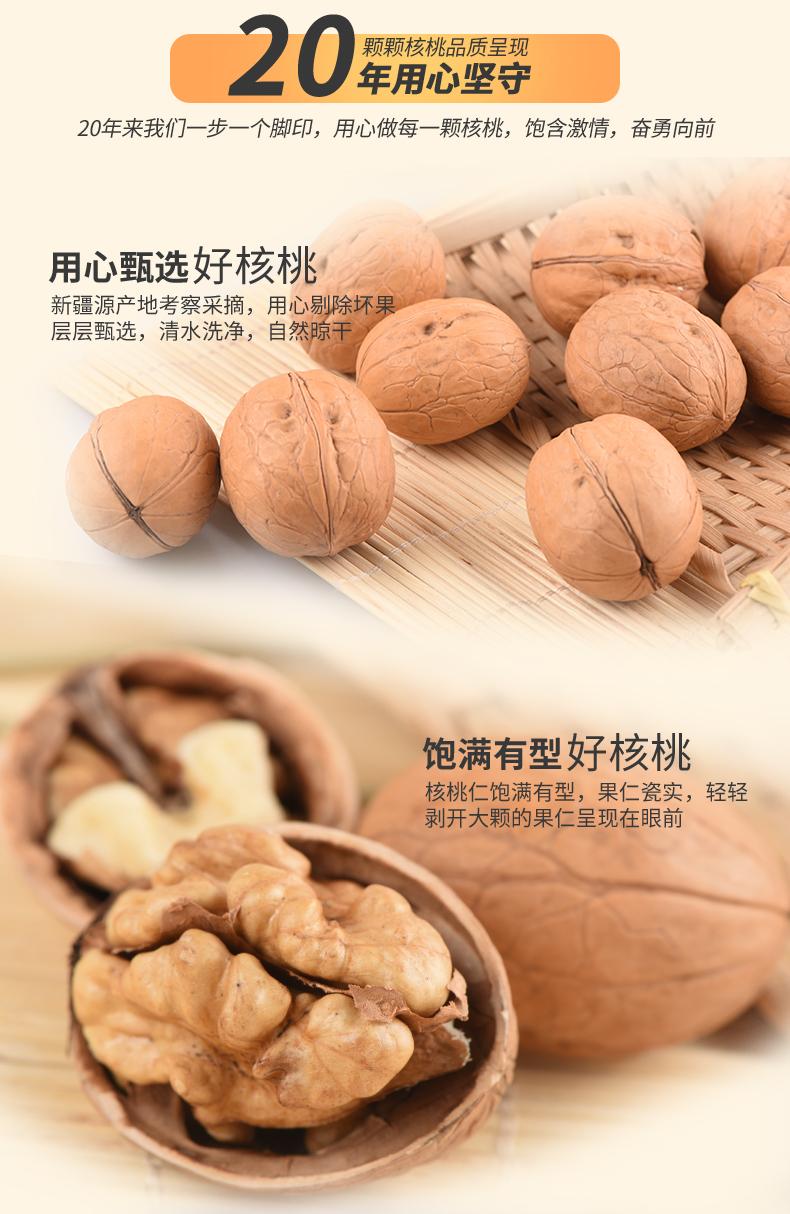 20
颗颗核桃品质呈现
年用心坚守
20年来我们一步一个脚印，用心做每一颗核桃，饱含激情，奋勇向前
用心甄选好核桃
新疆源产地考察采摘，用心剔除坏果
层层甄选，清水洗净，自然晾干
饱满有型好核桃
核桃仁饱满有型，果仁瓷实，轻轻
剥开大颗的果仁呈现在眼前